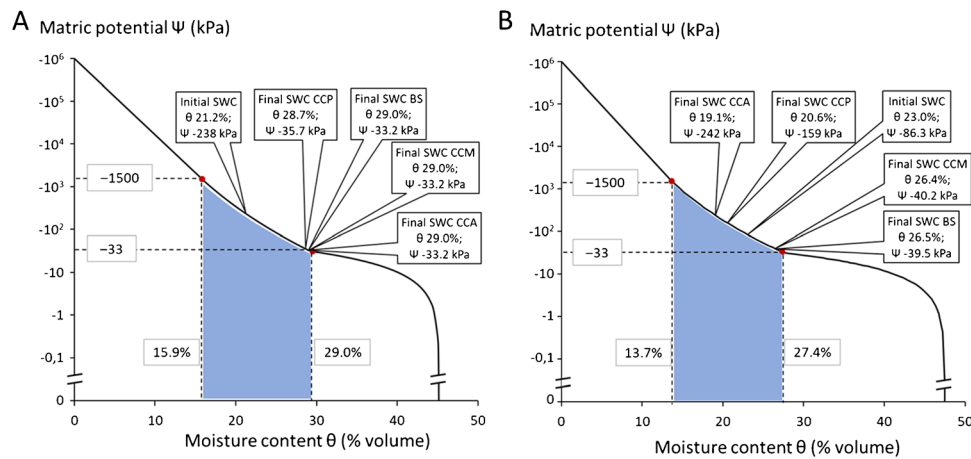 A
Matric potential Ψ (kPa)
-10⁶
-10⁵
-10⁴
-10³
-10²
-10
-1
-0,1
0
−1500
−33
Initial SWC
θ 21.2%;
Ψ -238 kPa
Final SWC CCP
θ 28.7%;
Ψ -35.7 kPa
Final SWC BS
θ 29.0%;
Ψ -33.2 kPa
Final SWC CCM
θ 29.0%;
Ψ -33.2 kPa
Final SWC CCA
θ 29.0%;
Ψ -33.2 kPa
15.9%
29.0%
0 10 20 30 40 50
Moisture content θ (% volume)
B
Matric potential Ψ (kPa)
-10⁶
-10⁵
-10⁴
-10³
-10²
-10
-1
-0,1
0
−1500
−33
Final SWC CCA
θ 19.1%;
Ψ -242 kPa
Final SWC CCP
θ 20.6%;
Ψ -159 kPa
Initial SWC
θ 23.0%;
Ψ -86.3 kPa
Final SWC CCM
θ 26.4%;
Ψ -40.2 kPa
Final SWC BS
θ 26.5%;
Ψ -39.5 kPa
13.7%
27.4%
0 10 20 30 40 50
Moisture content θ (% volume)